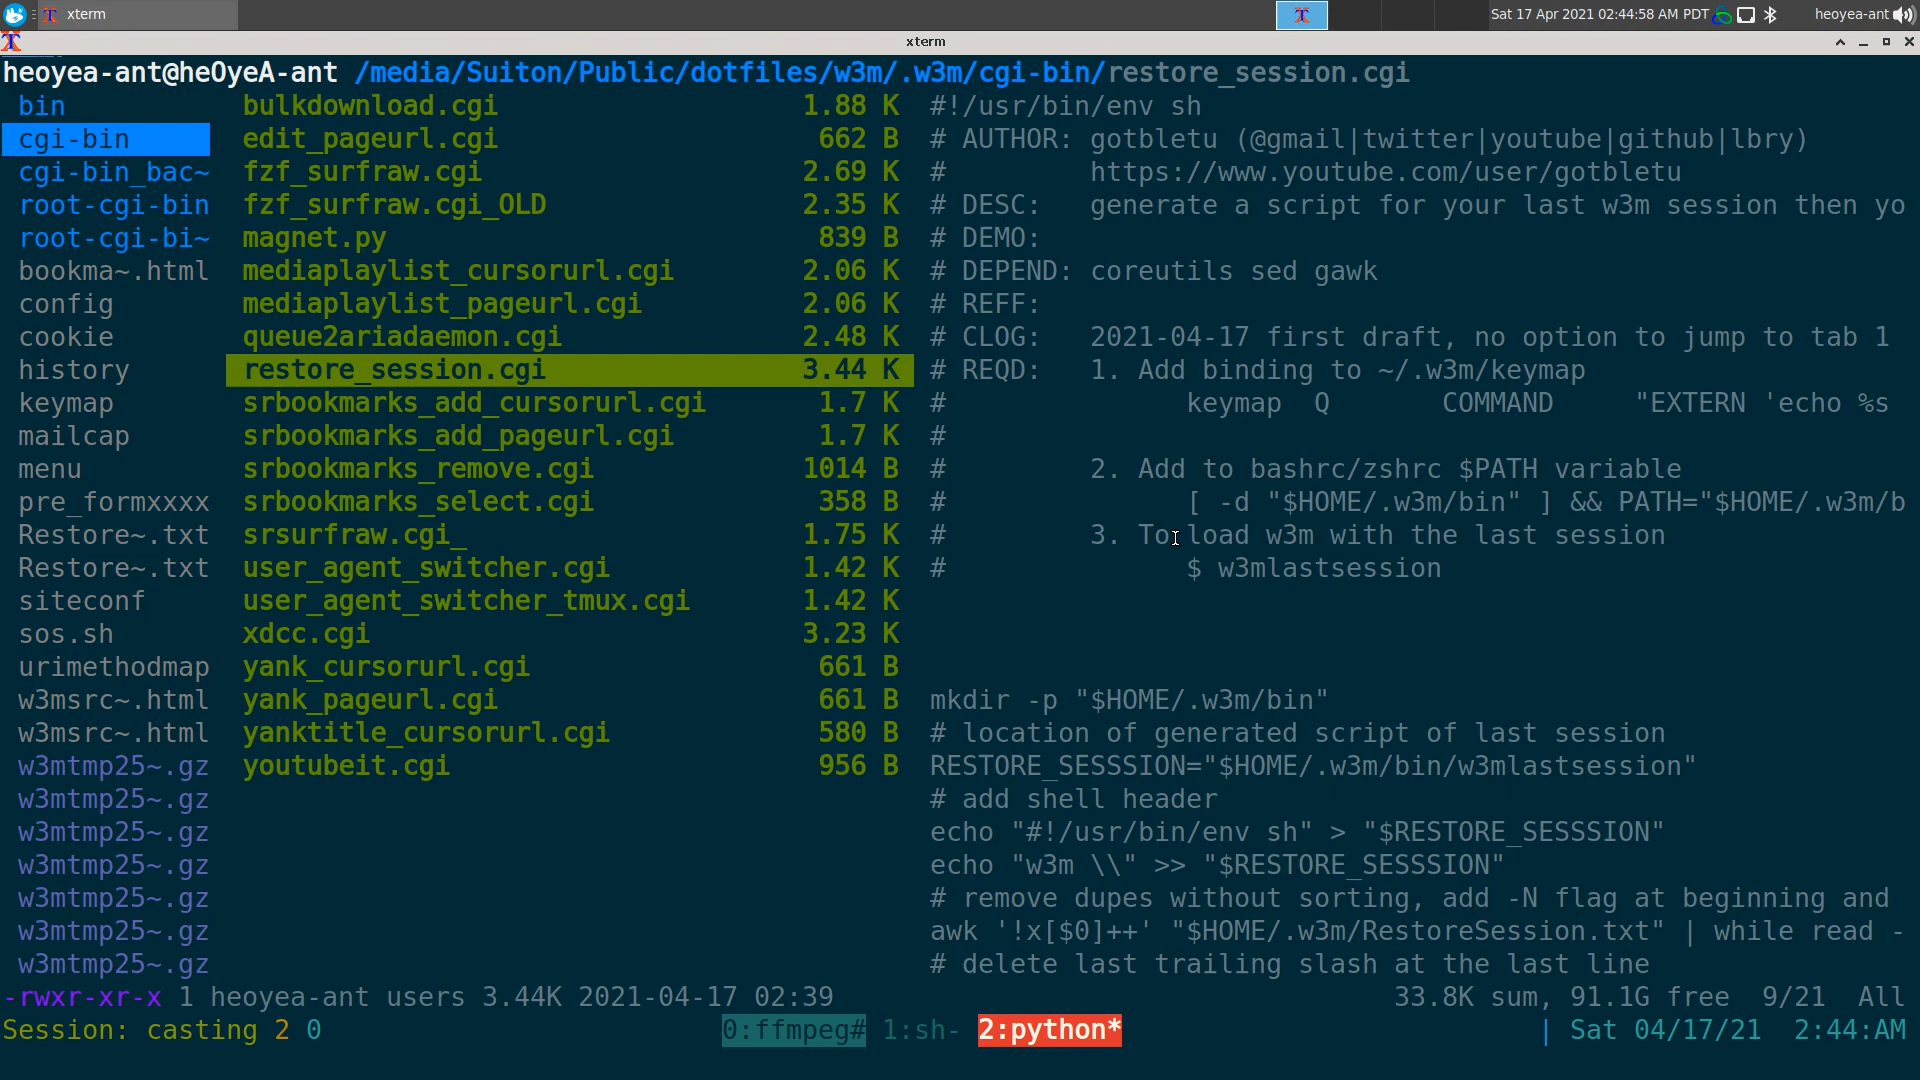 xterm
Sat 17 Apr 2021 02:44:58 AM PDT
heoyea-ant
xterm
heoyea-ant@heOyeA-ant /media/Suiton/Public/dotfiles/w3m/.w3m/cgi-bin/restore_session.cgi
bin
cgi-bin
cgi-bin_bac~
root-cgi-bin
root-cgi-bi~
bookma~.html
config
cookie
history
keymap
mailcap
menu
pre_formxxxx
Restore~.txt
Restore~.txt
siteconf
sos.sh
urimethodmap
w3msrc~.html
w3msrc~.html
w3mtmp25~.gz
w3mtmp25~.gz
w3mtmp25~.gz
w3mtmp25~.gz
w3mtmp25~.gz
w3mtmp25~.gz
w3mtmp25~.gz
bulkdownload.cgi 1.88 K
edit_pageurl.cgi 662 B
fzf_surfraw.cgi 2.69 K
fzf_surfraw.cgi_OLD 2.35 K
magnet.py 839 B
mediaplaylist_cursorurl.cgi 2.06 K
mediaplaylist_pageurl.cgi 2.06 K
queue2ariadaemon.cgi 2.48 K
restore_session.cgi 3.44 K
srbookmarks_add_cursorurl.cgi 1.7 K
srbookmarks_add_pageurl.cgi 1.7 K
srbookmarks_remove.cgi 1014 B
srbookmarks_select.cgi 358 B
srsurfraw.cgi_ 1.75 K
user_agent_switcher.cgi 1.42 K
user_agent_switcher_tmux.cgi 1.42 K
xdcc.cgi 3.23 K
yank_cursorurl.cgi 661 B
yank_pageurl.cgi 661 B
yanktitle_cursorurl.cgi 580 B
youtubeit.cgi 956 B
#!/usr/bin/env sh
# AUTHOR: gotbletu (@gmail|twitter|youtube|github|lbry)
# https://www.youtube.com/user/gotbletu
# DESC: generate a script for your last w3m session then yo
# DEMO:
# DEPEND: coreutils sed gawk
# REFF:
# CLOG: 2021-04-17 first draft, no option to jump to tab 1
# REQD: 1. Add binding to ~/.w3m/keymap
# keymap Q COMMAND "EXTERN 'echo %s
#
# 2. Add to bashrc/zshrc $PATH variable
# [ -d "$HOME/.w3m/bin" ] && PATH="$HOME/.w3m/b
# 3. To load w3m with the last session
# $ w3mlastsession
mkdir -p "$HOME/.w3m/bin"
# location of generated script of last session
RESTORE_SESSSION="$HOME/.w3m/bin/w3mlastsession"
# add shell header
echo "#!/usr/bin/env sh" > "$RESTORE_SESSSION"
echo "w3m \\" >> "$RESTORE_SESSSION"
# remove dupes without sorting, add -N flag at beginning and
awk '!x[$0]++' "$HOME/.w3m/RestoreSession.txt" | while read -
# delete last trailing slash at the last line
-rwxr-xr-x 1 heoyea-ant users 3.44K 2021-04-17 02:39 33.8K sum, 91.1G free 9/21 All
Session: casting 2 0 0:ffmpeg# 1:sh- 2:python* | Sat 04/17/21 2:44:AM